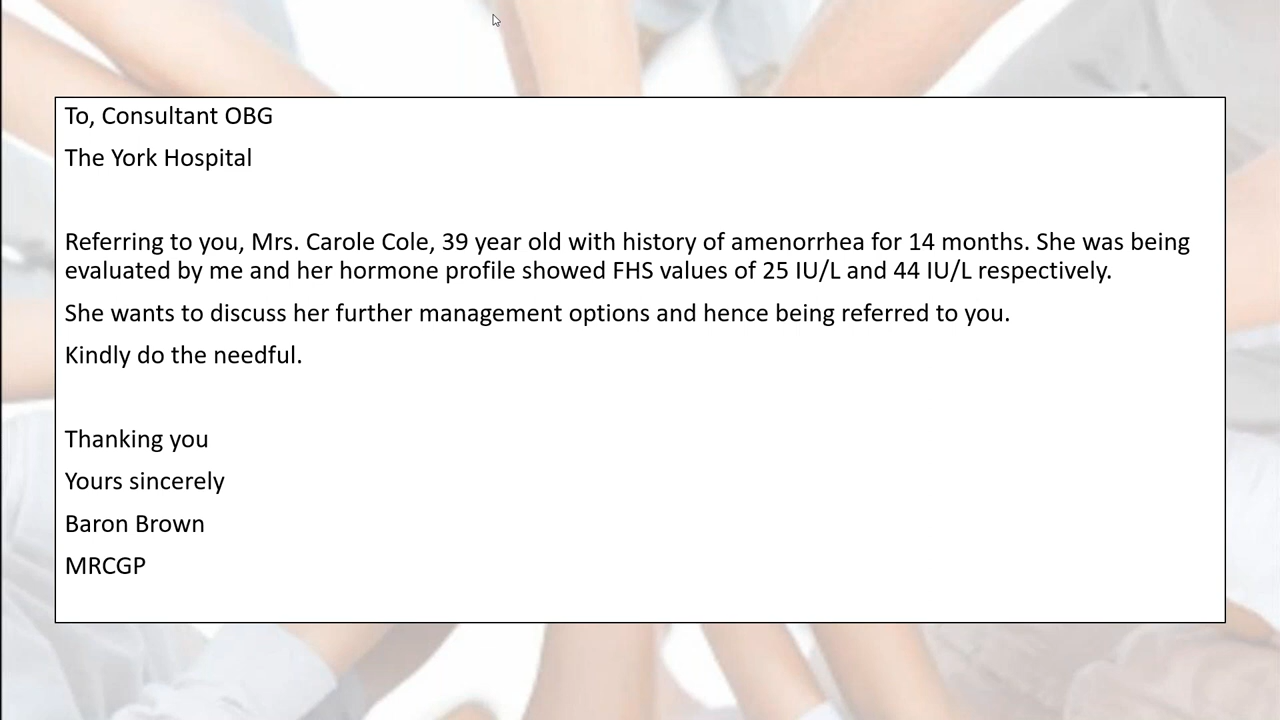 To, Consultant OBG
The York Hospital
Referring to you, Mrs. Carole Cole, 39 year old with history of amenorrhea for 14 months. She was being
evaluated by me and her hormone profile showed FHS values of 25 IU/L and 44 IU/L respectively.
She wants to discuss her further management options and hence being referred to you.
Kindly do the needful.
Thanking you
Yours sincerely
Baron Brown
MRCGP